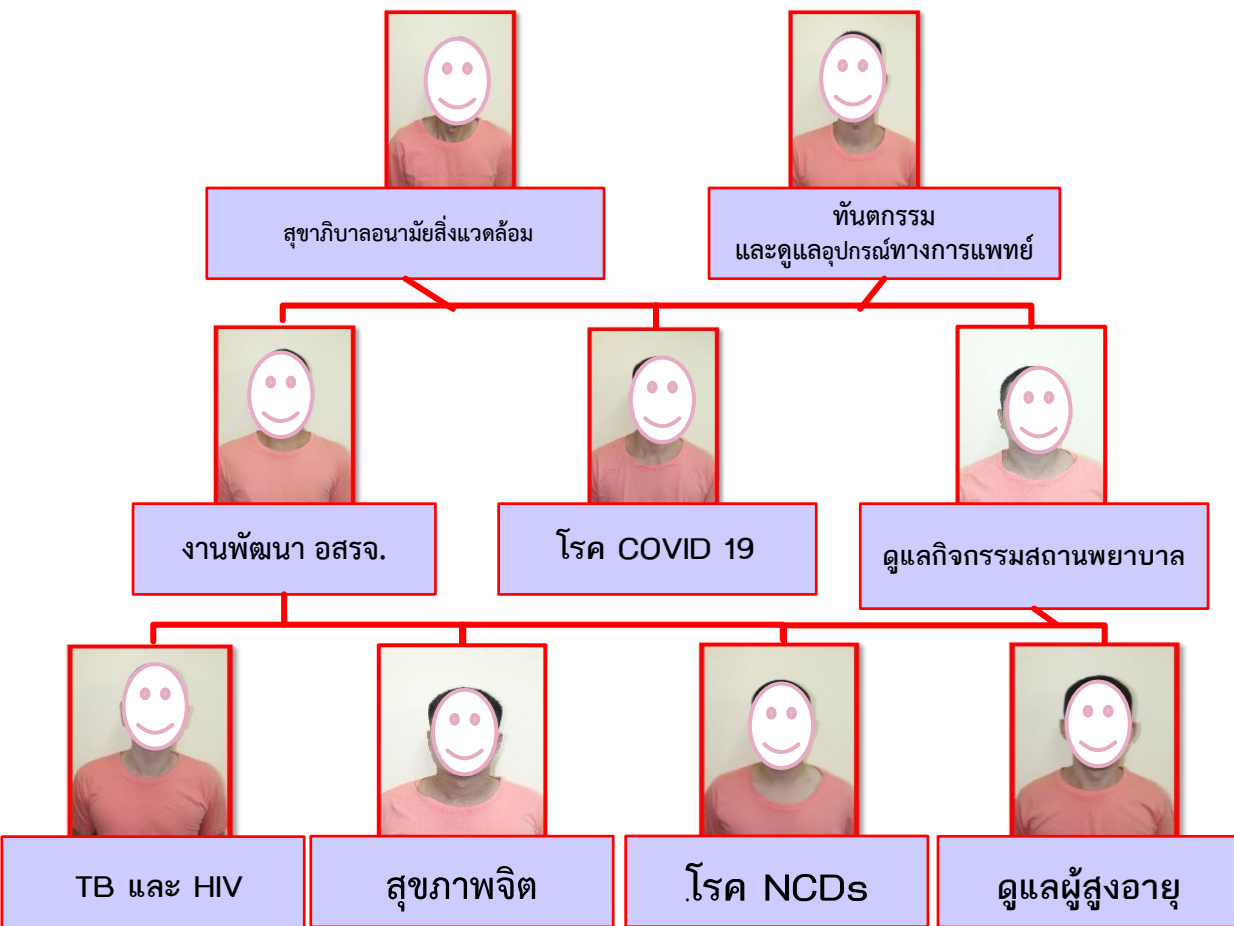 สุขาภิบาลอนามัยสิ่งแวดล้อม
ทันตกรรม
และดูแลอุปกรณ์ทางการแพทย์
งานพัฒนา อสรจ.
โรค COVID 19
ดูแลกิจกรรมสถานพยาบาล
TB และ HIV
สุขภาพจิต
.โรค NCDs
ดูแลผู้สูงอายุ